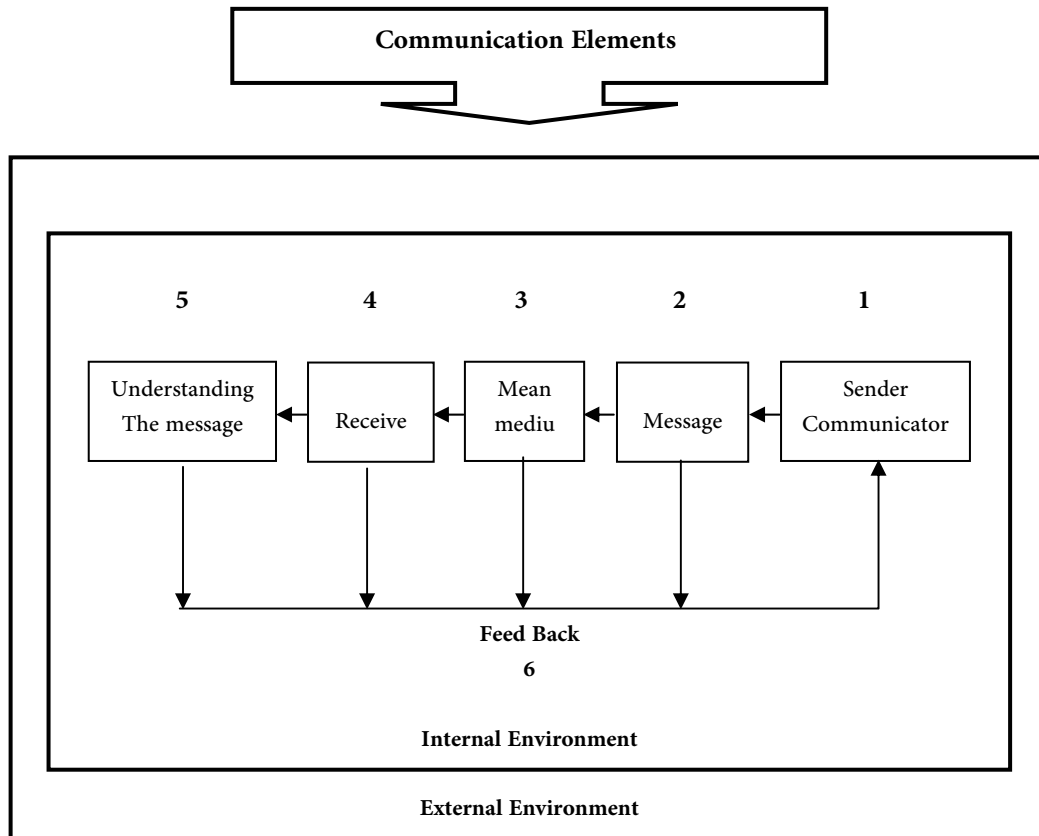 Communication Elements
5 4 3 2 1
Understanding
The message
Receive
Mean
mediu
Message
Sender
Communicator
Feed Back
6
Internal Environment
External Environment